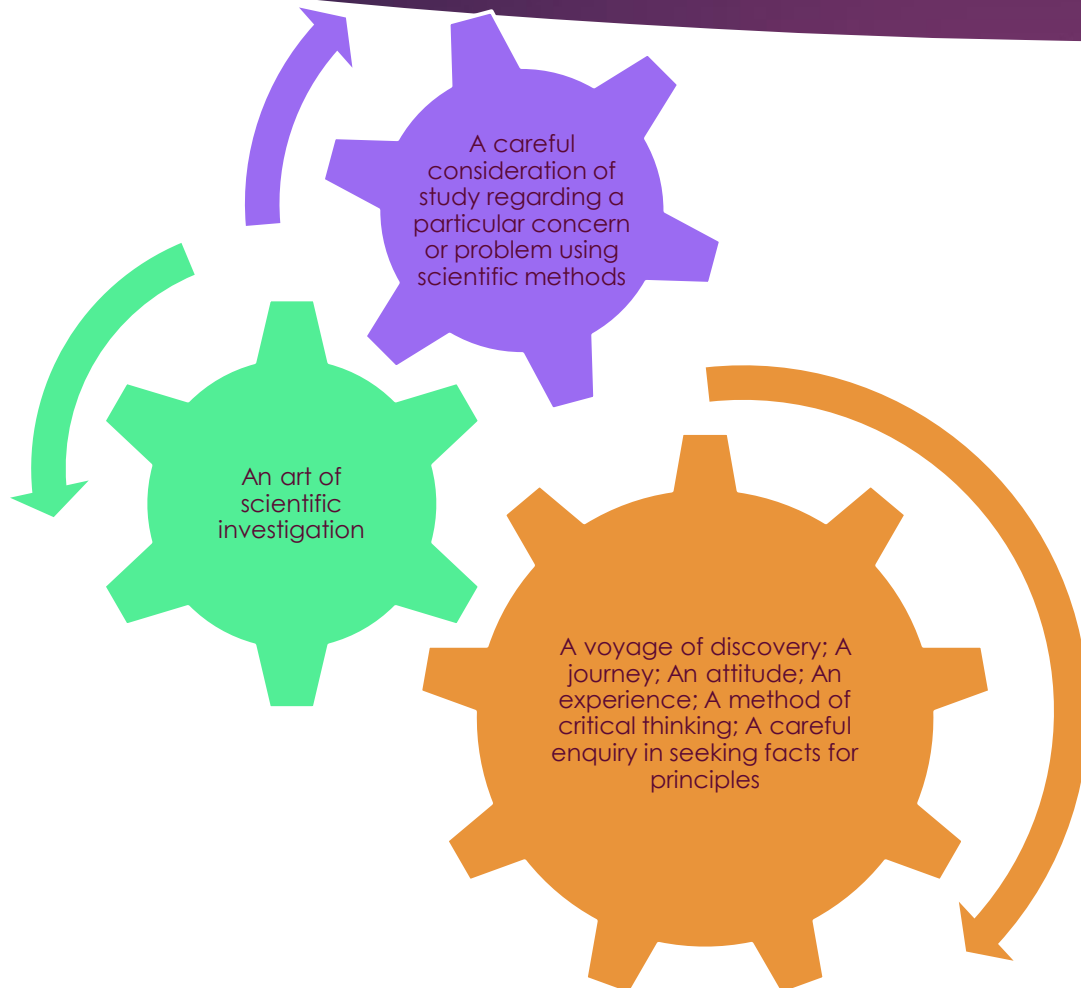 A careful
consideration of
study regarding a
particular concern
or problem using
scientific methods
An art of
scientific
investigation
A voyage of discovery; A
journey; An attitude; An
experience; A method of
critical thinking; A careful
enquiry in seeking facts for
principles